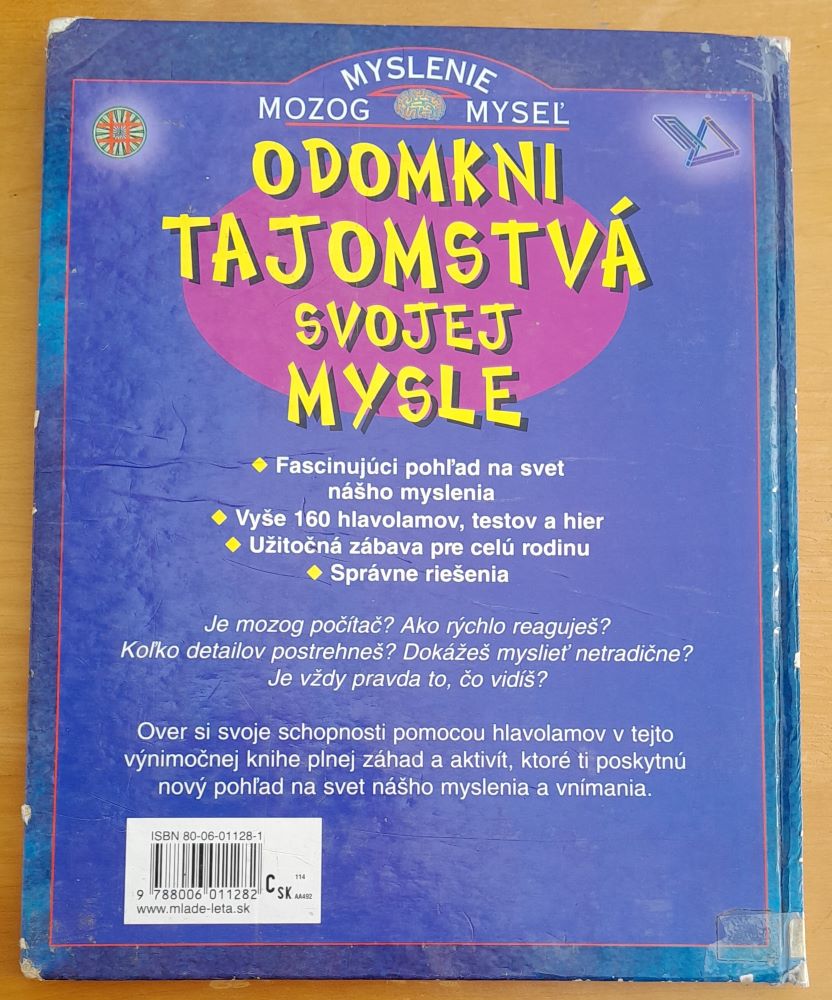 MYSLENIE
MOZOG MYSEĽ
ODOMKNI
TAJOMSTVÁ
SVOJEJ
MYSLE
Fascinujúci pohľad na svet
nášho myslenia
Vyše 160 hlavolamov, testov a hier
Užitočná zábava pre celú rodinu
Správne riešenia
Je mozog počítač? Ako rýchlo reaguješ?
Koľko detailov postrehneš? Dokážeš myslieť netradične?
Je vždy pravda to, čo vidíš?
Over si svoje schopnosti pomocou hlavolamov v tejto
výnimočnej knihe plnej záhad a aktivít, ktoré ti poskytnú
nový pohľad na svet nášho myslenia a vnímania.
ISBN 80-06-01128-1
9 788006 011282
C SK 114 AA492
www.mlade-leta.sk